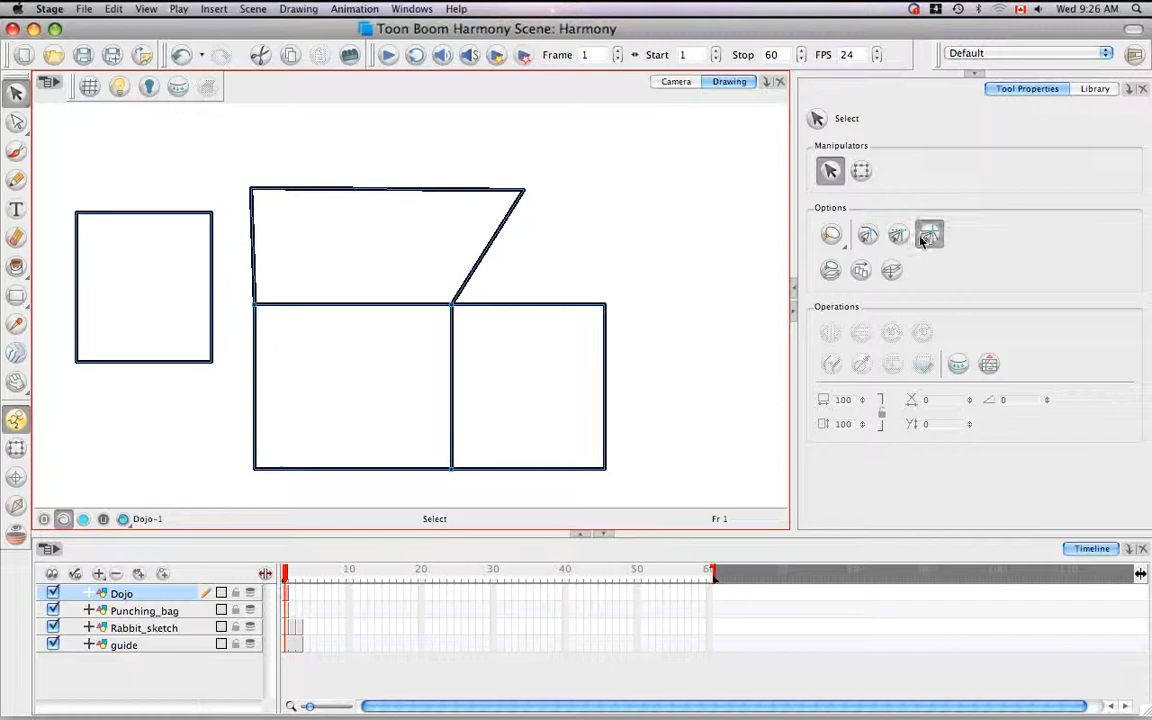 Stage File Edit View Play Insert Scene Drawing Animation Windows Help Wed 9:26 AM
Toon Boom Harmony Scene: Harmony
Frame 1 Start 1 Stop 60 FPS 24 Default
Camera Drawing Tool Properties Library
Select
Manipulators
Options
Operations
100 0 0
100 0
Dojo-1 Select Fr 1
Timeline
10 20 30 40 50
Dojo
Punching_bag
Rabbit_sketch
guide